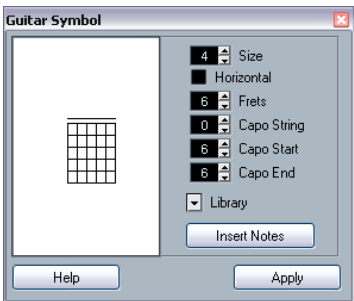 Guitar Symbol
4 Size
Horizontal
6 Frets
0 Capo String
6 Capo Start
6 Capo End
Library
Insert Notes
Help Apply